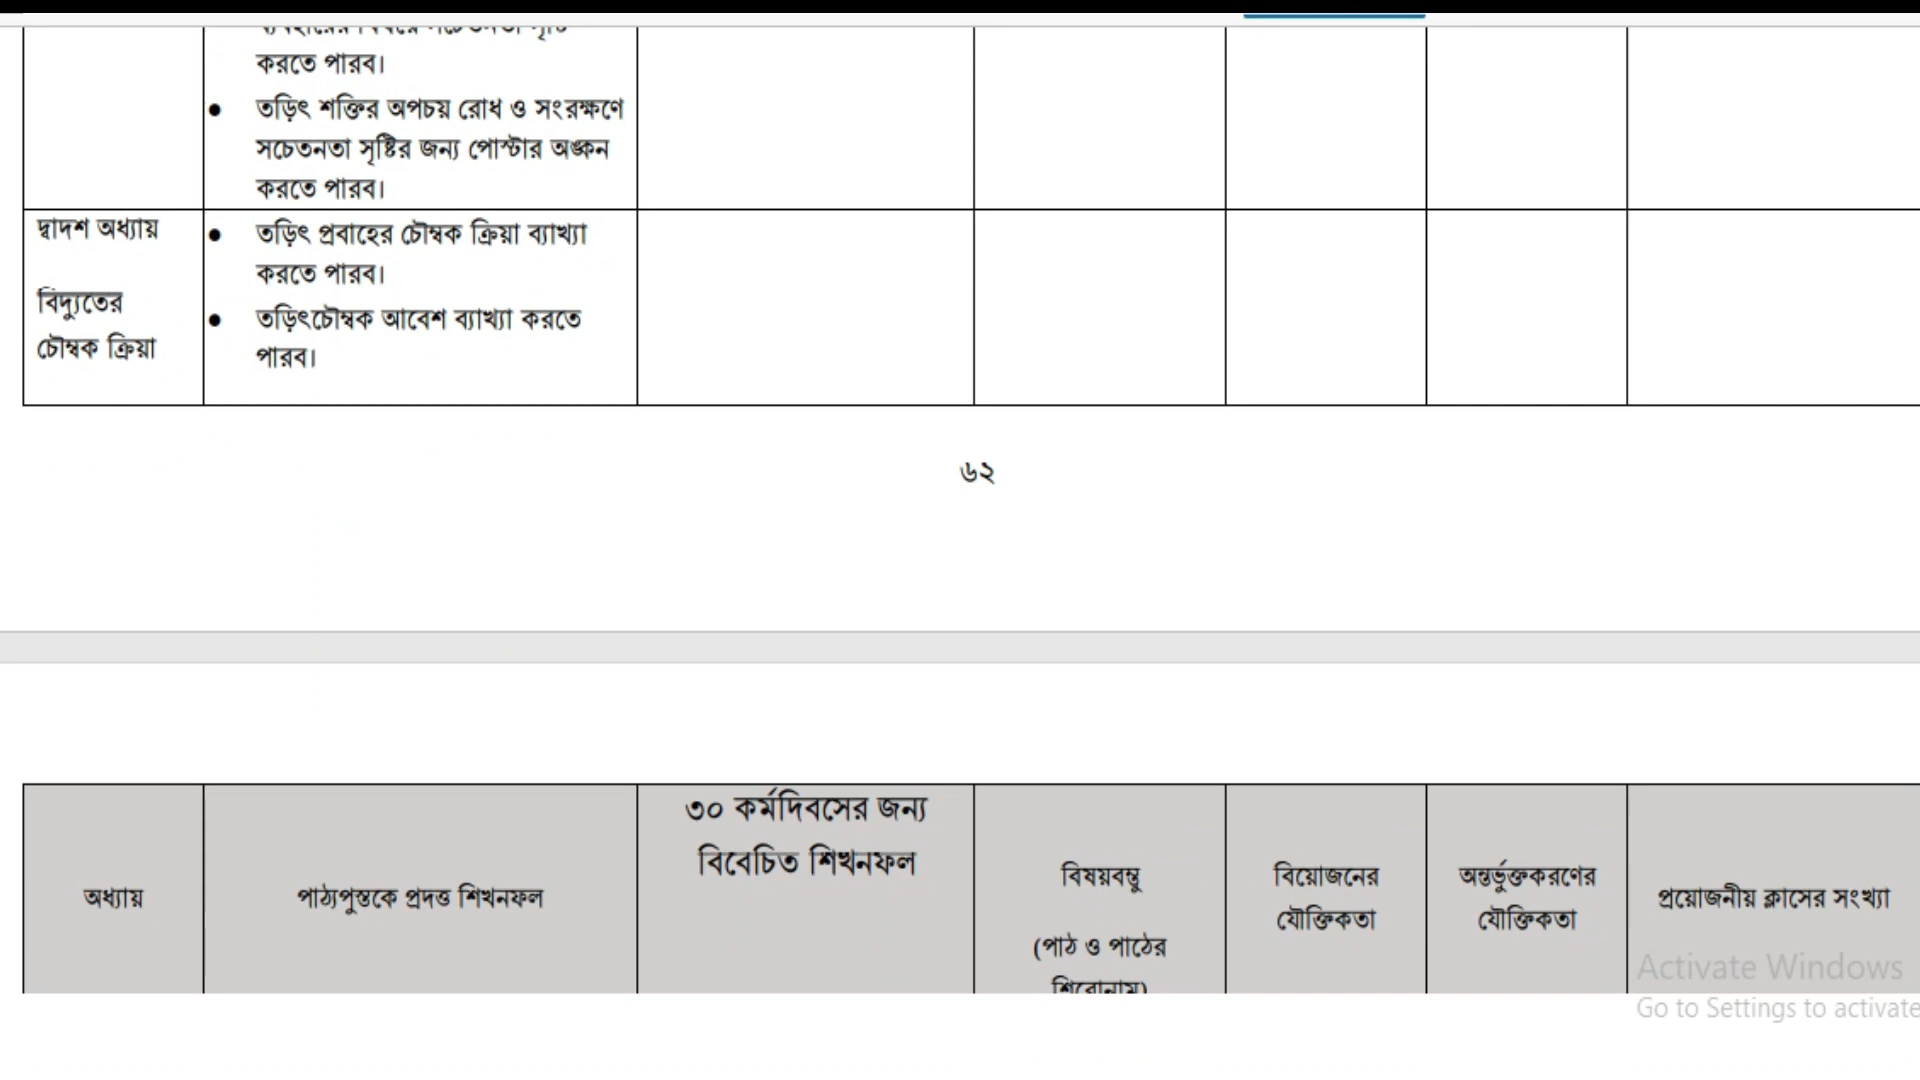 করতে পারব।
● তড়িৎ শক্তির অপচয় রোধ ও সংরক্ষণে
সচেতনতা সৃষ্টির জন্য পোস্টার অঙ্কন
করতে পারব।
দ্বাদশ অধ্যায়
বিদ্যুতের
চৌম্বক ক্রিয়া
● তড়িৎ প্রবাহের চৌম্বক ক্রিয়া ব্যাখ্যা
করতে পারব।
● তড়িৎচৌম্বক আবেশ ব্যাখ্যা করতে
পারব।
৬২
অধ্যায়
পাঠ্যপুস্তকে প্রদত্ত শিখনফল
৩০ কর্মদিবসের জন্য
বিবেচিত শিখনফল
বিষয়বস্তু
(পাঠ ও পাঠের
শিরোনাম)
বিয়োজনের
যৌক্তিকতা
অন্তর্ভুক্তকরণের
যৌক্তিকতা
প্রয়োজনীয় ক্লাসের সংখ্যা
Activate Windows
Go to Settings to activate